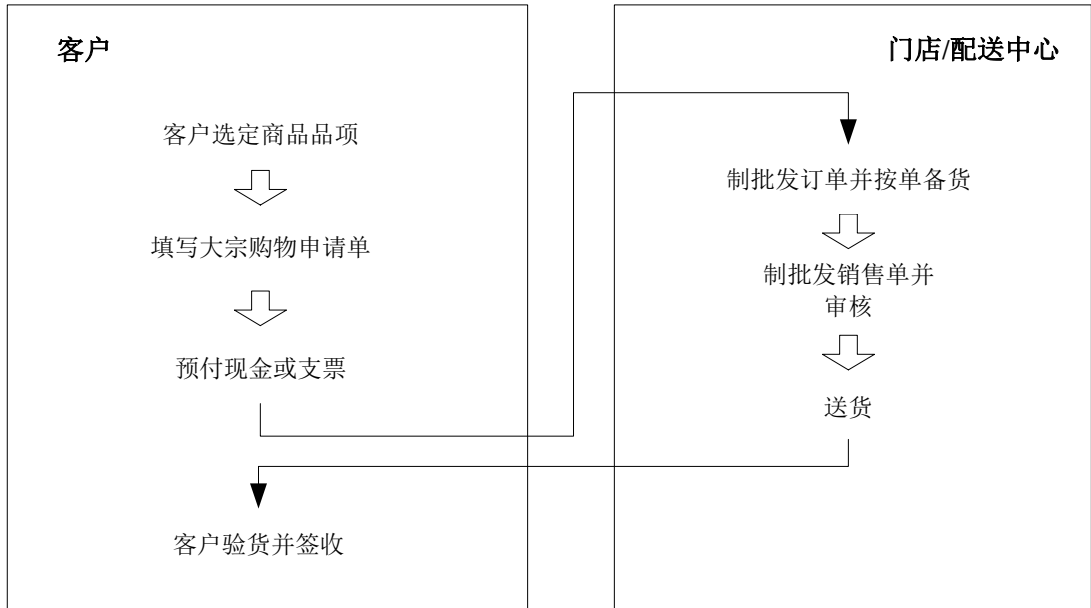 客户
门店/配送中心
客户选定商品品项
填写大宗购物申请单
预付现金或支票
制批发订单并按单备货
制批发销售单并
审核
送货
客户验货并签收